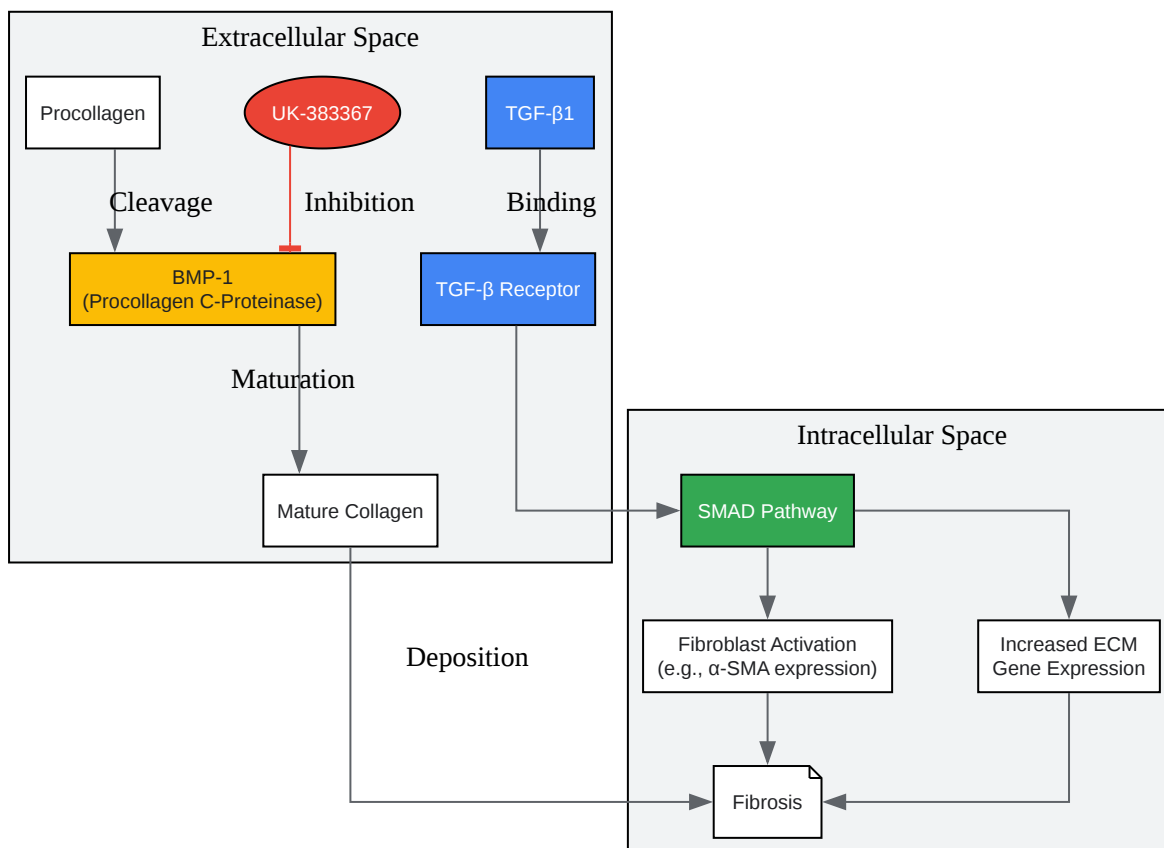 Extracellular Space
Procollagen
UK-383367
TGF-β1
Cleavage
Inhibition
Binding
BMP-1
(Procollagen C-Proteinase)
TGF-β Receptor
Maturation
Mature Collagen
Intracellular Space
SMAD Pathway
Deposition
Fibroblast Activation
(e.g., α-SMA expression)
Increased ECM
Gene Expression
Fibrosis